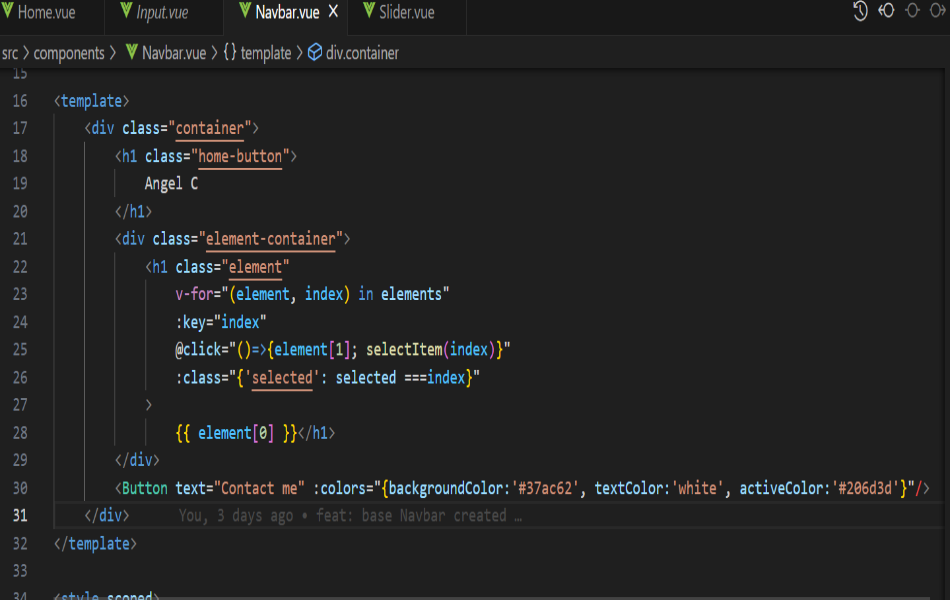 Home.vue Input.vue Navbar.vue X Slider.vue
src > components > Navbar.vue > {} template > div.container
15
16 <template>
17 <div class="container">
18 <h1 class="home-button">
19 Angel C
20 </h1>
21 <div class="element-container">
22 <h1 class="element"
23 v-for="(element, index) in elements"
24 :key="index"
25 @click="()=>{element[1]; selectItem(index)}"
26 :class="{'selected': selected ===index}"
27 >
28 {{ element[0] }}</h1>
29 </div>
30 <Button text="Contact me" :colors="{backgroundColor:'#37ac62', textColor:'white', activeColor:'#206d3d'}"/>
31 </div> You, 3 days ago • feat: base Navbar created …
32 </template>
33
34 <style scoped>